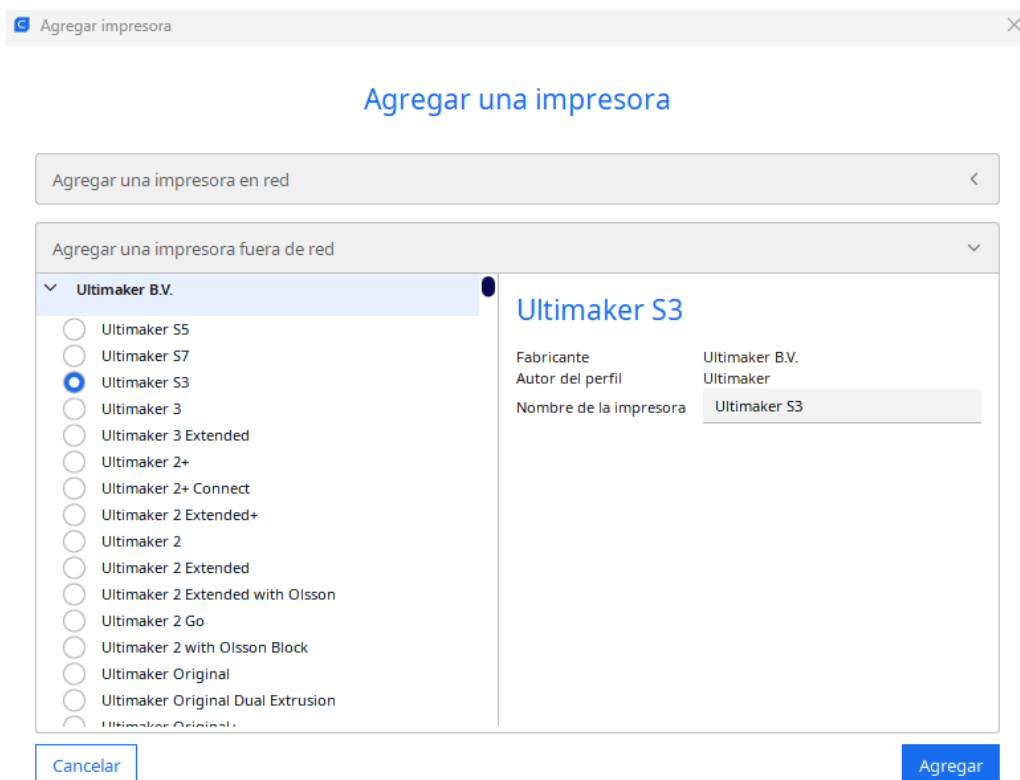 Agregar impresora
Agregar una impresora
Agregar una impresora en red
Agregar una impresora fuera de red
Ultimaker B.V.
Ultimaker S5
Ultimaker S7
Ultimaker S3
Ultimaker 3
Ultimaker 3 Extended
Ultimaker 2+
Ultimaker 2+ Connect
Ultimaker 2 Extended+
Ultimaker 2
Ultimaker 2 Extended
Ultimaker 2 Extended with Olsson
Ultimaker 2 Go
Ultimaker 2 with Olsson Block
Ultimaker Original
Ultimaker Original Dual Extrusion
Ultimaker Original+
Ultimaker S3
Fabricante Ultimaker B.V.
Autor del perfil Ultimaker
Nombre de la impresora Ultimaker S3
Cancelar Agregar